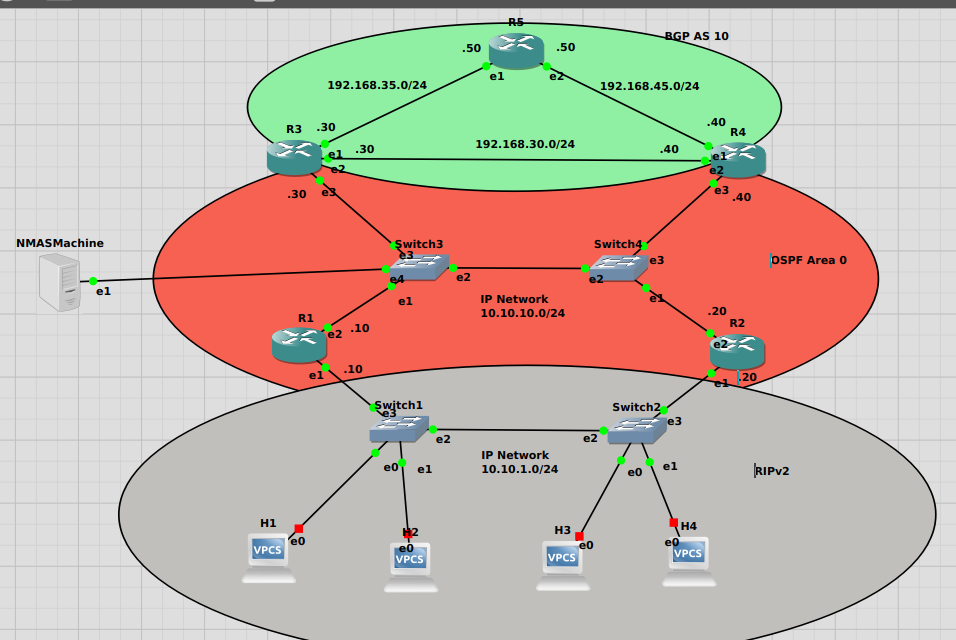 R5
BGP AS 10
.50
.50
e1
e2
192.168.35.0/24
192.168.45.0/24
R3
.30
.40
R4
192.168.30.0/24
e1
.30
.40
e1
e2
e2
.30
e3
e3
.40
NMASMachine
Switch3
Switch4
e3
e3
OSPF Area 0
e4
e2
e2
e1
e1
e1
IP Network
10.10.10.0/24
R1
.20
R2
e2
.10
e2
e1
.10
e1
.20
Switch1
e3
Switch2
e3
e2
e2
IP Network
10.10.1.0/24
e0
e1
e0
e1
RIPv2
H1
H2
H3
H4
e0
e0
e0
e0
VPCS
VPCS
VPCS
VPCS